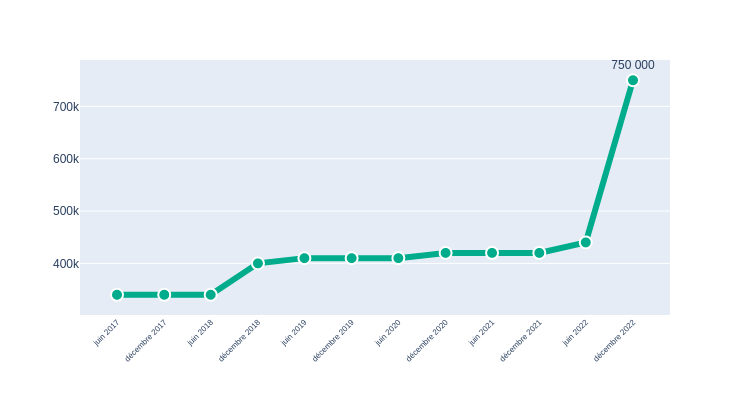 750 000
700k
600k
500k
400k
juin 2017
décembre 2017
juin 2018
décembre 2018
juin 2019
décembre 2019
juin 2020
décembre 2020
juin 2021
décembre 2021
juin 2022
décembre 2022